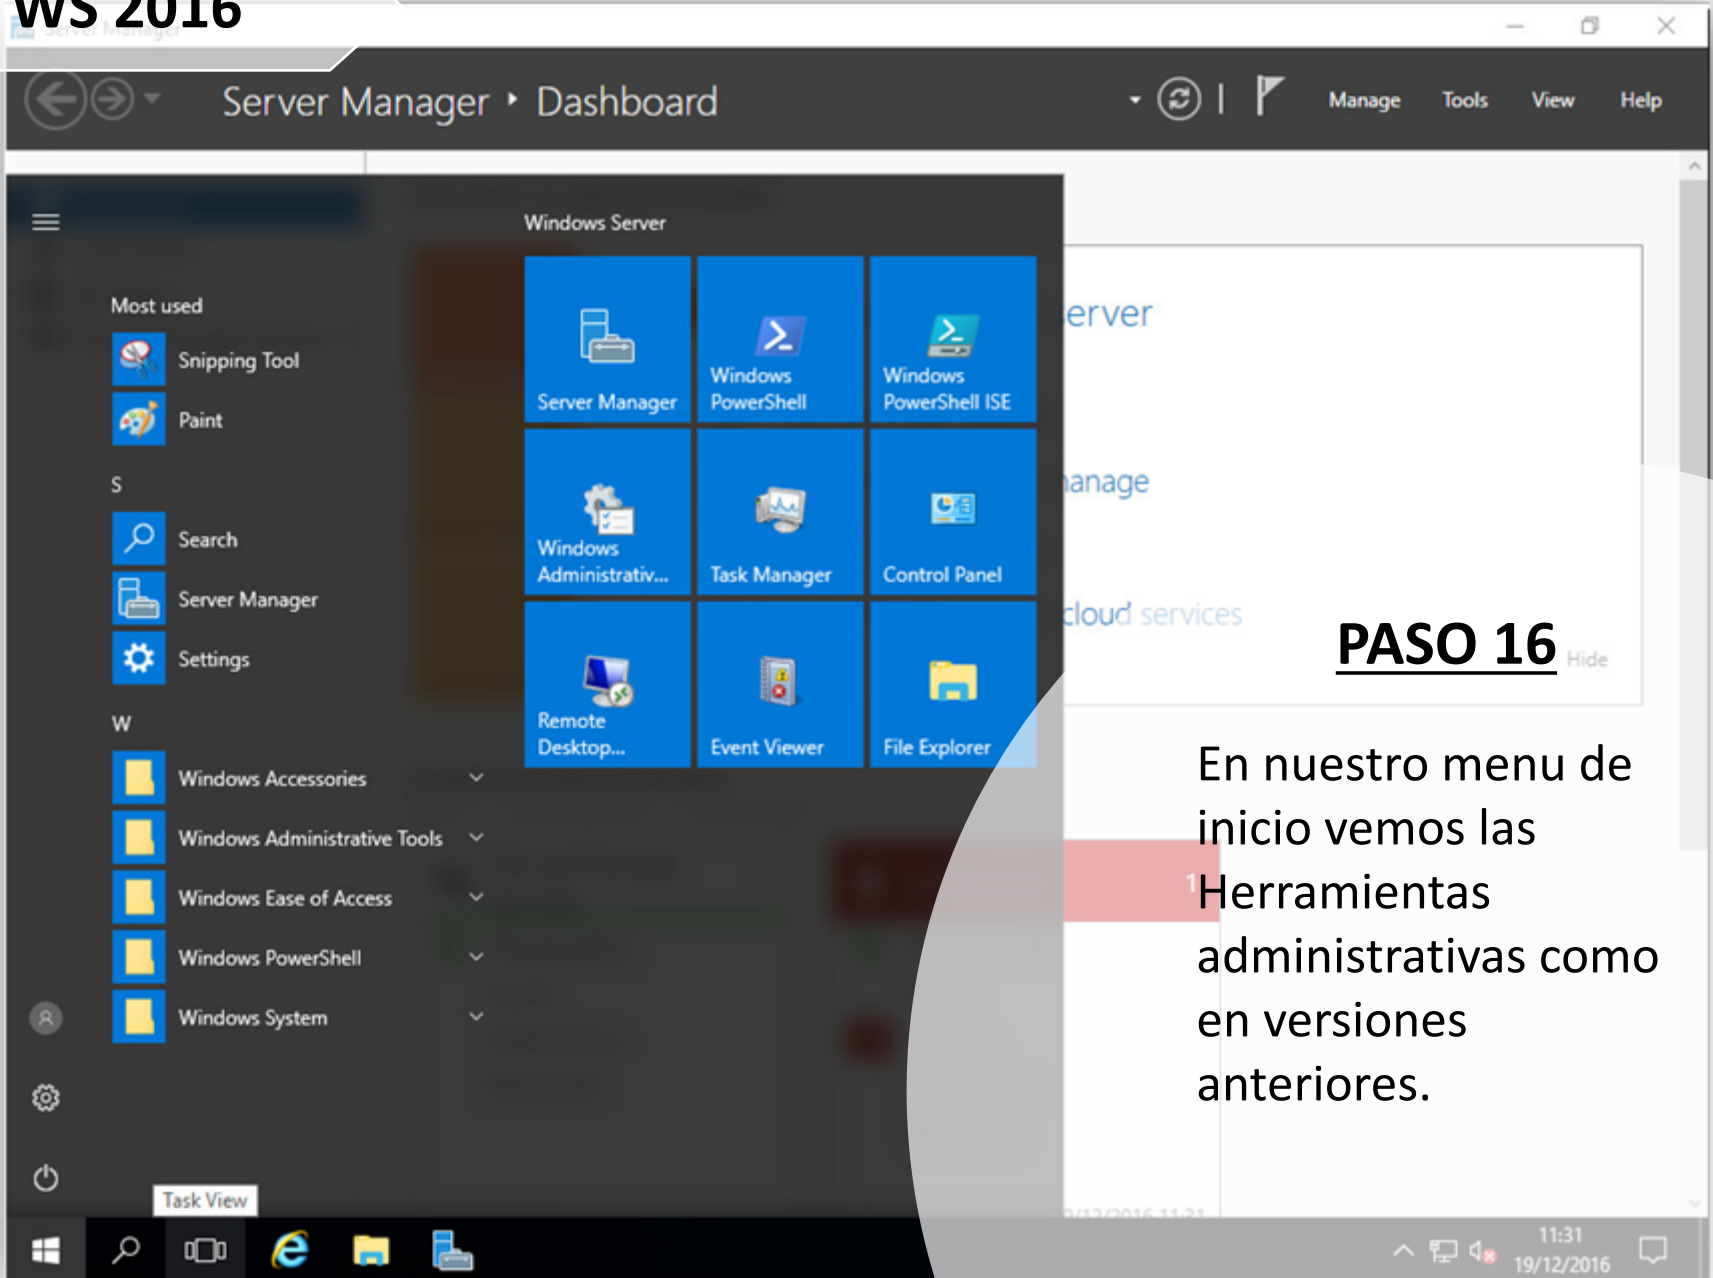 WS 2016
Server Manager
Server Manager ‣ Dashboard
Manage Tools View Help
Windows Server
Most used
Snipping Tool
Paint
S
Search
Server Manager
Settings
W
Windows Accessories
Windows Administrative Tools
Windows Ease of Access
Windows PowerShell
Windows System
Server Manager
Windows
PowerShell
Windows
PowerShell ISE
Windows
Administrativ...
Task Manager
Control Panel
Remote
Desktop...
Event Viewer
File Explorer
erver
anage
cloud services
Hide
PASO 16
En nuestro menu de
inicio vemos las
Herramientas
administrativas como
en versiones
anteriores.
1
Task View
11:31
19/12/2016